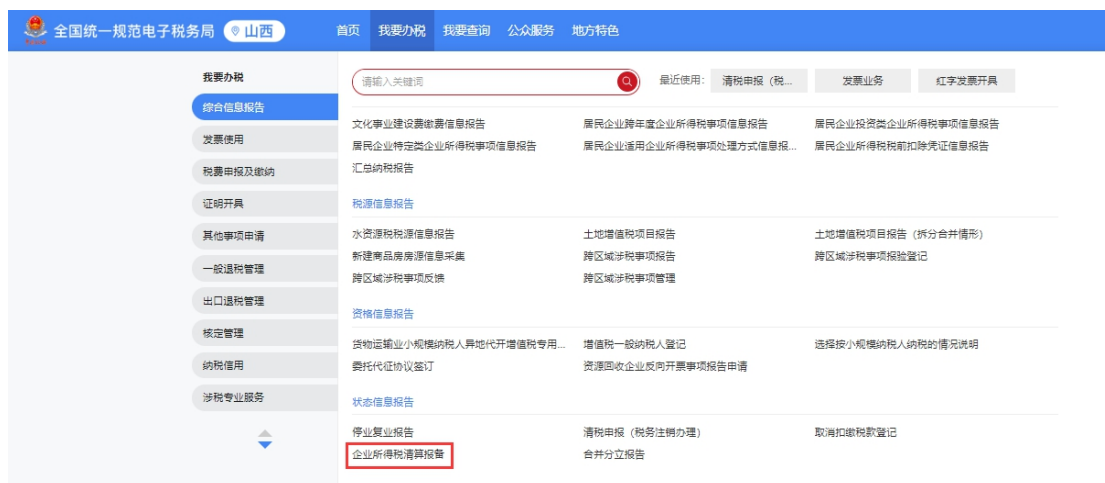 全国统一规范电子税务局 山西 首页 我要办税 我要查询 公众服务 地方特色
我要办税
综合信息报告
发票使用
税费申报及缴纳
证明开具
其他事项申请
一般退税管理
出口退税管理
核定管理
纳税信用
涉税专业服务
请输入关键词 最近使用: 清税申报（税... 发票业务 红字发票开具
文化事业建设费缴费信息报告 居民企业跨年度企业所得税事项信息报告 居民企业投资类企业所得税事项信息报告
居民企业特定类企业所得税事项信息报告 居民企业适用企业所得税事项处理方式信息报... 居民企业所得税税前扣除凭证信息报告
汇总纳税报告
税源信息报告
水资源税税源信息报告 土地增值税项目报告 土地增值税项目报告（拆分合并情形）
新建商品房房源信息采集 跨区域涉税事项报告 跨区域涉税事项报验登记
跨区域涉税事项反馈 跨区域涉税事项管理
资格信息报告
货物运输业小规模纳税人异地代开增值税专用... 增值税一般纳税人登记 选择按小规模纳税人纳税的情况说明
委托代征协议签订 资源回收企业反向开票事项报告申请
状态信息报告
停业复业报告 清税申报（税务注销办理） 取消扣缴税款登记
企业所得税清算报备 合并分立报告